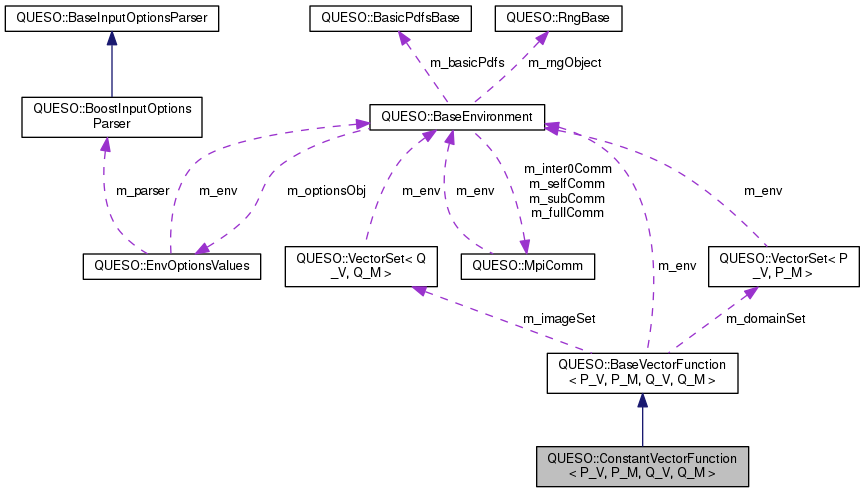 QUESO::BaseInputOptionsParser
QUESO::BasicPdfsBase
QUESO::RngBase
m_basicPdfs
m_rngObject
QUESO::BoostInputOptions
Parser
QUESO::BaseEnvironment
m_parser
m_env
m_optionsObj
m_env
m_env
m_inter0Comm
m_selfComm
m_subComm
m_fullComm
m_env
QUESO::EnvOptionsValues
QUESO::VectorSet< Q
_V, Q_M >
QUESO::MpiComm
m_env
QUESO::VectorSet< P
_V, P_M >
m_imageSet
m_domainSet
QUESO::BaseVectorFunction
< P_V, P_M, Q_V, Q_M >
QUESO::ConstantVectorFunction
< P_V, P_M, Q_V, Q_M >